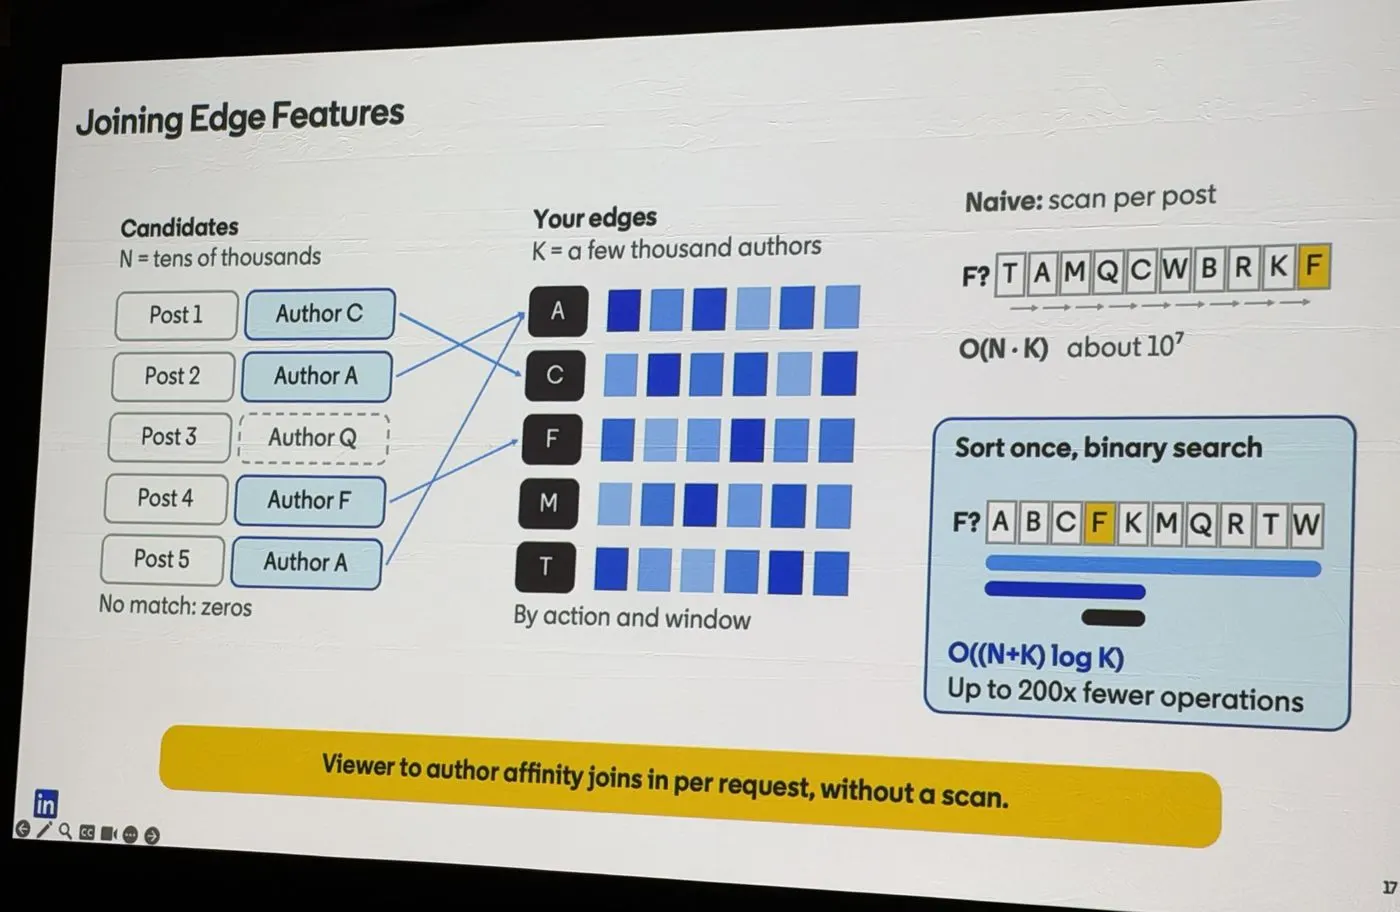 Joining Edge Features
Candidates
N = tens of thousands
Post 1 Author C
Post 2 Author A
Post 3 Author Q
Post 4 Author F
Post 5 Author A
No match: zeros
Your edges
K = a few thousand authors
A
C
F
M
T
By action and window
Naive: scan per post
F? T A M Q C W B R K F
O(N · K) about 10⁷
Sort once, binary search
F? A B C F K M Q R T W
O((N+K) log K)
Up to 200x fewer operations
Viewer to author affinity joins in per request, without a scan.
in
CC
17